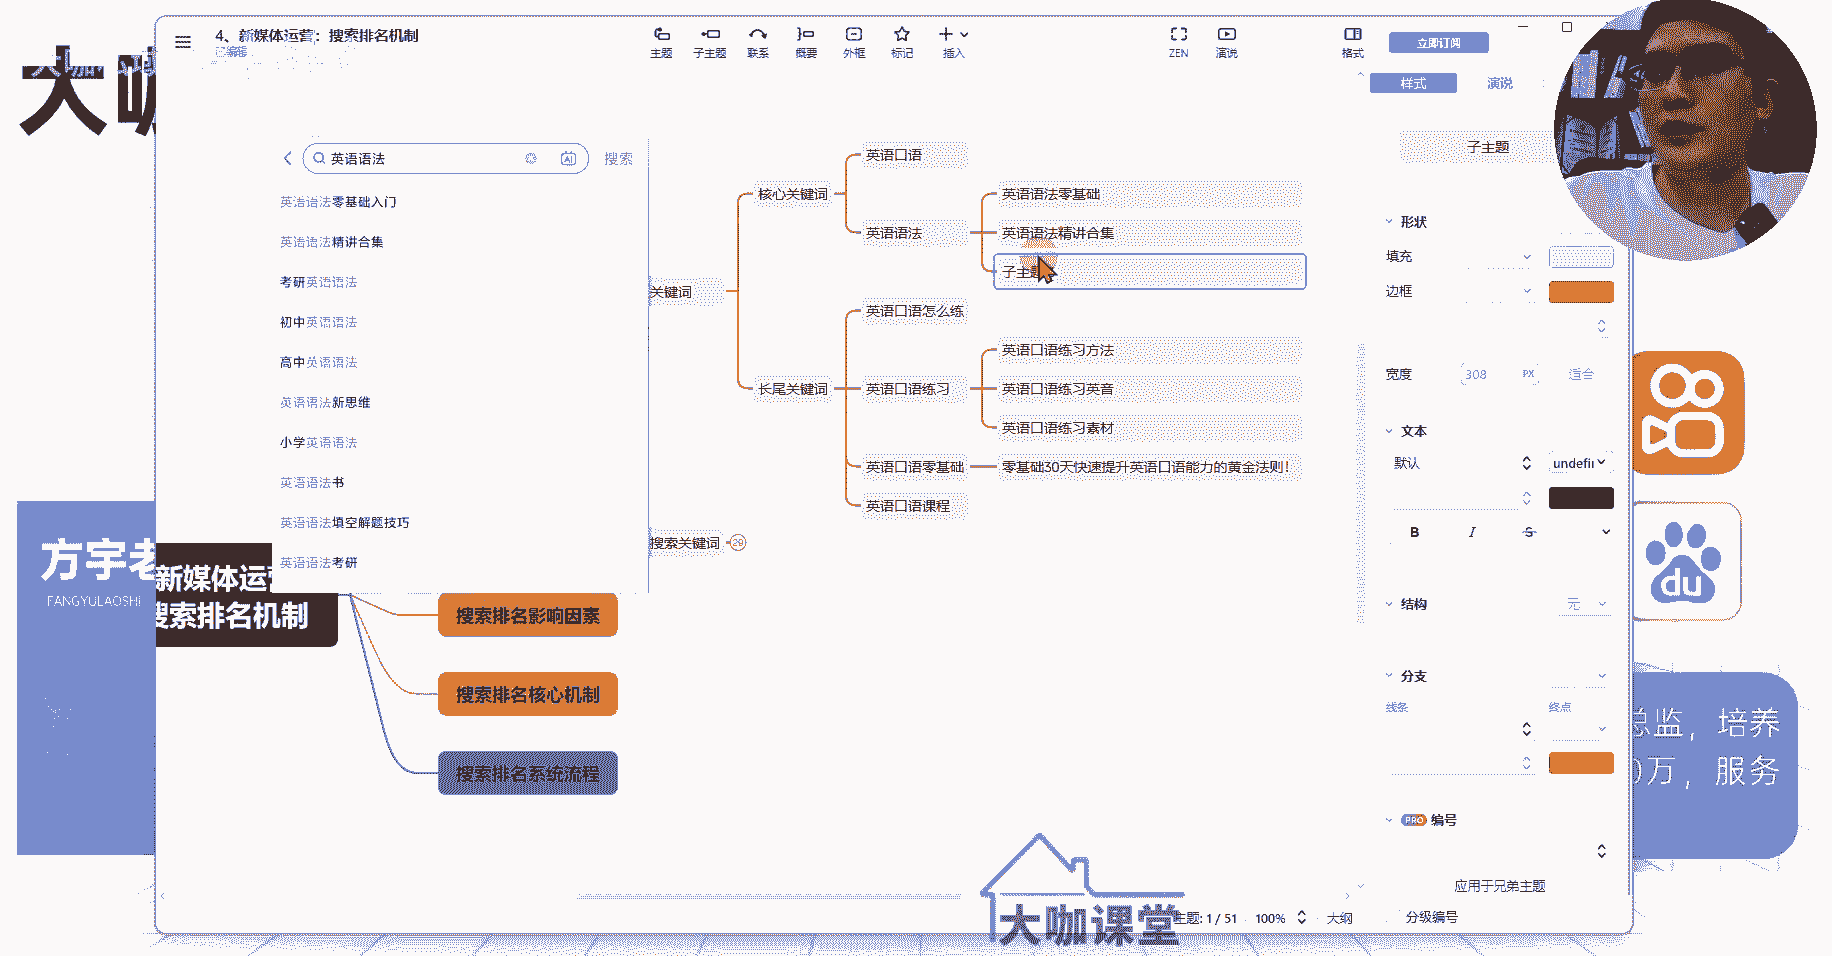 大咖
4、新媒体运营：搜索排名机制
已编辑
主题
子主题
联系
概要
外框
标记
插入
ZEN
演说
格式
立即订阅
样式
演说
英语语法
搜索
英语语法零基础入门
英语语法精讲合集
考研英语语法
初中英语语法
高中英语语法
英语语法新思维
小学英语语法
英语语法书
英语语法填空解题技巧
英语语法考研
关键词
核心关键词
英语口语
英语语法
英语语法零基础
英语语法精讲合集
子主题
长尾关键词
英语口语怎么练
英语口语练习
英语口语练习方法
英语口语练习英音
英语口语练习素材
英语口语零基础
零基础30天快速提升英语口语能力的黄金法则！
英语口语课程
搜索关键词
29
新媒体运营
搜索排名机制
搜索排名影响因素
搜索排名核心机制
搜索排名系统流程
子主题
形状
填充
边框
宽度
308
PX
适合
文本
默认
undefii
B I S
结构
无
分支
线条
终点
PRO 编号
应用于兄弟主题
分级编号
主题: 1 / 51
100%
大纲
方宇老
FANGYULAOSHI
du
总监，培养
0万，服务
大咖课堂